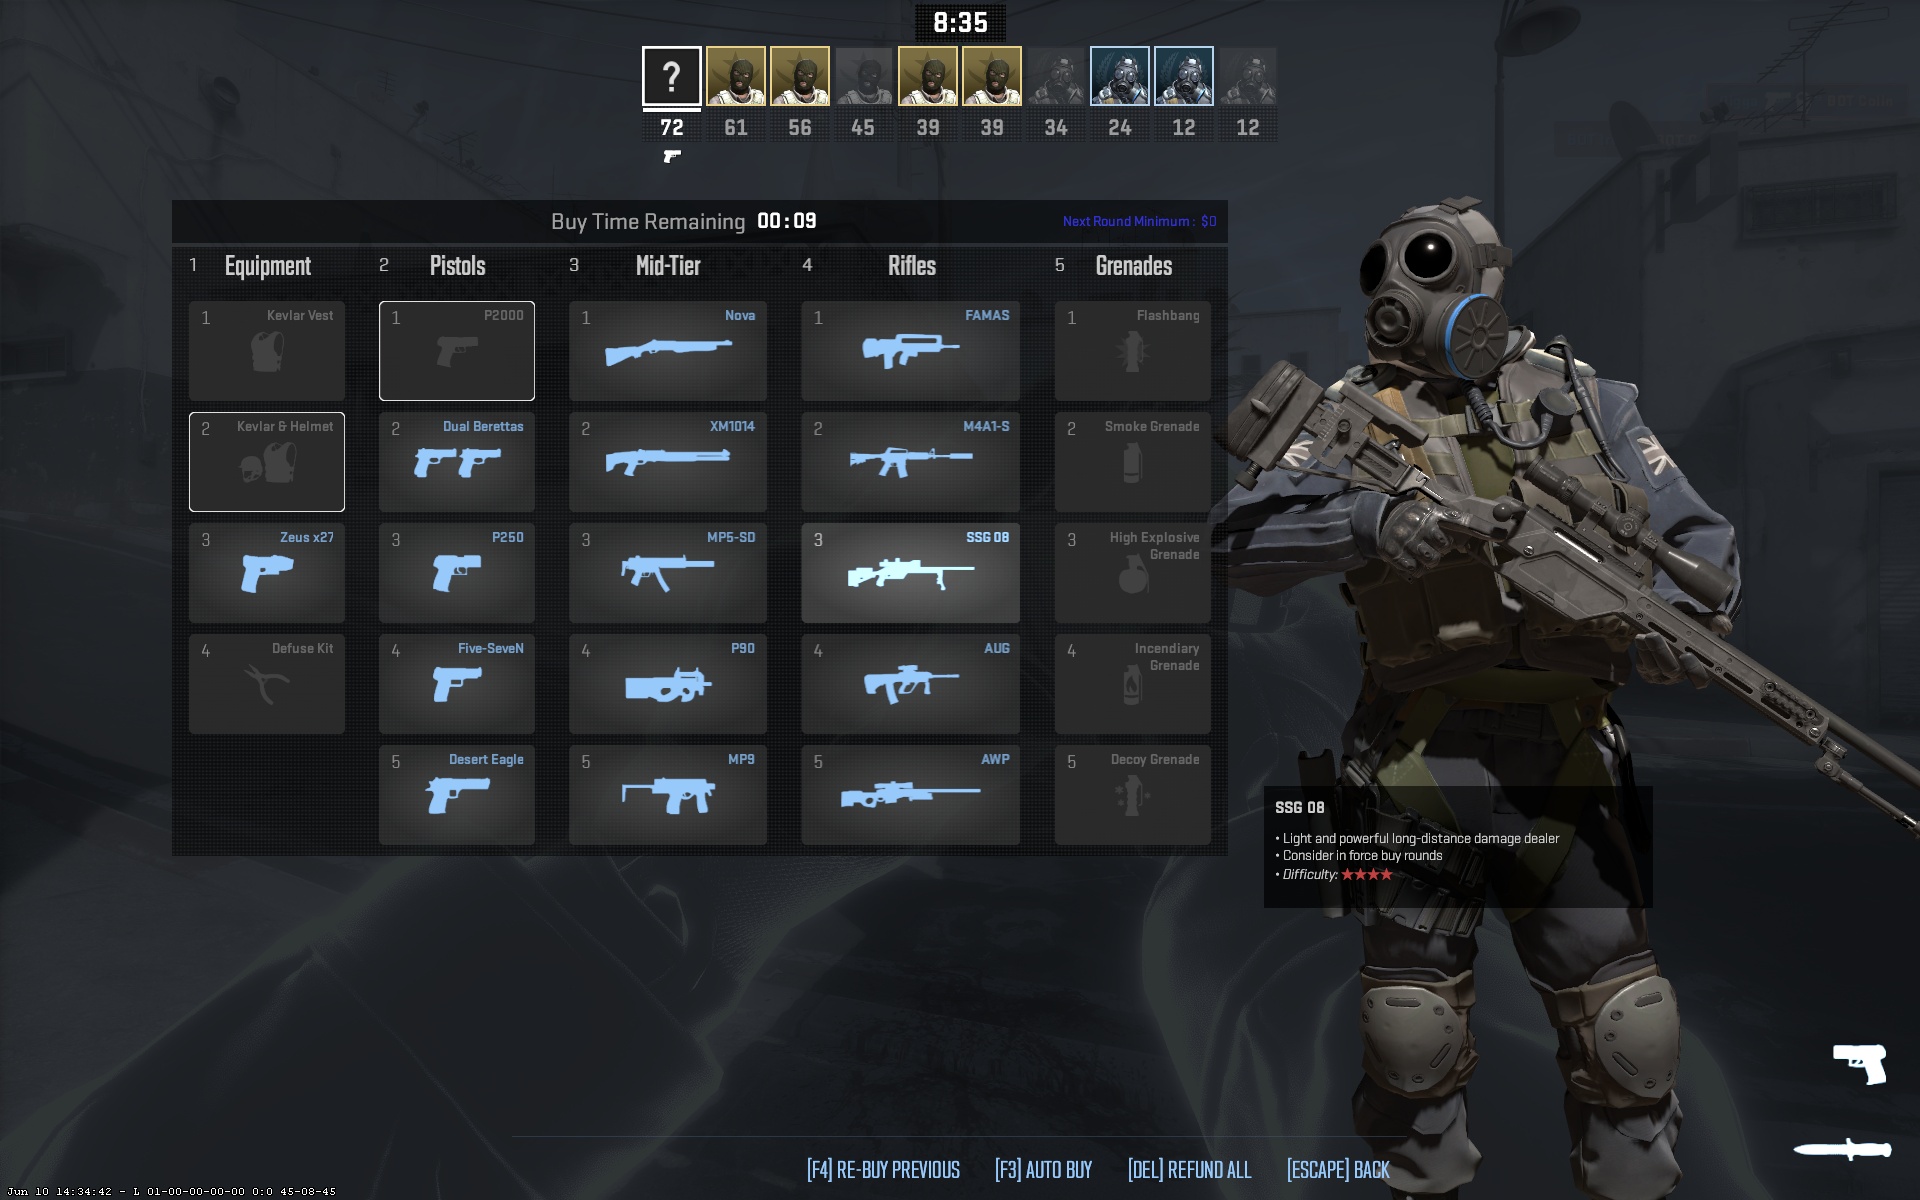 8:35
?
72 61 56 45 39 39 34 24 12 12
Buy Time Remaining 00:09
Next Round Minimum : $0
1 Equipment
2 Pistols
3 Mid-Tier
4 Rifles
5 Grenades
1 Kevlar Vest
1 P2000
1 Nova
1 FAMAS
1 Flashbang
2 Kevlar & Helmet
2 Dual Berettas
2 XM1014
2 M4A1-S
2 Smoke Grenade
3 Zeus x27
3 P250
3 MP5-SD
3 SSG 08
3 High Explosive
Grenade
4 Defuse Kit
4 Five-SeveN
4 P90
4 AUG
4 Incendiary
Grenade
5 Desert Eagle
5 MP9
5 AWP
5 Decoy Grenade
SSG 08
• Light and powerful long-distance damage dealer
• Consider in force buy rounds
• Difficulty: ★★★★
[F4] RE-BUY PREVIOUS [F3] AUTO BUY [DEL] REFUND ALL [ESCAPE] BACK
Jun 10 14:34:42 - L 01-00-00-00-00 0:0 45-08-45